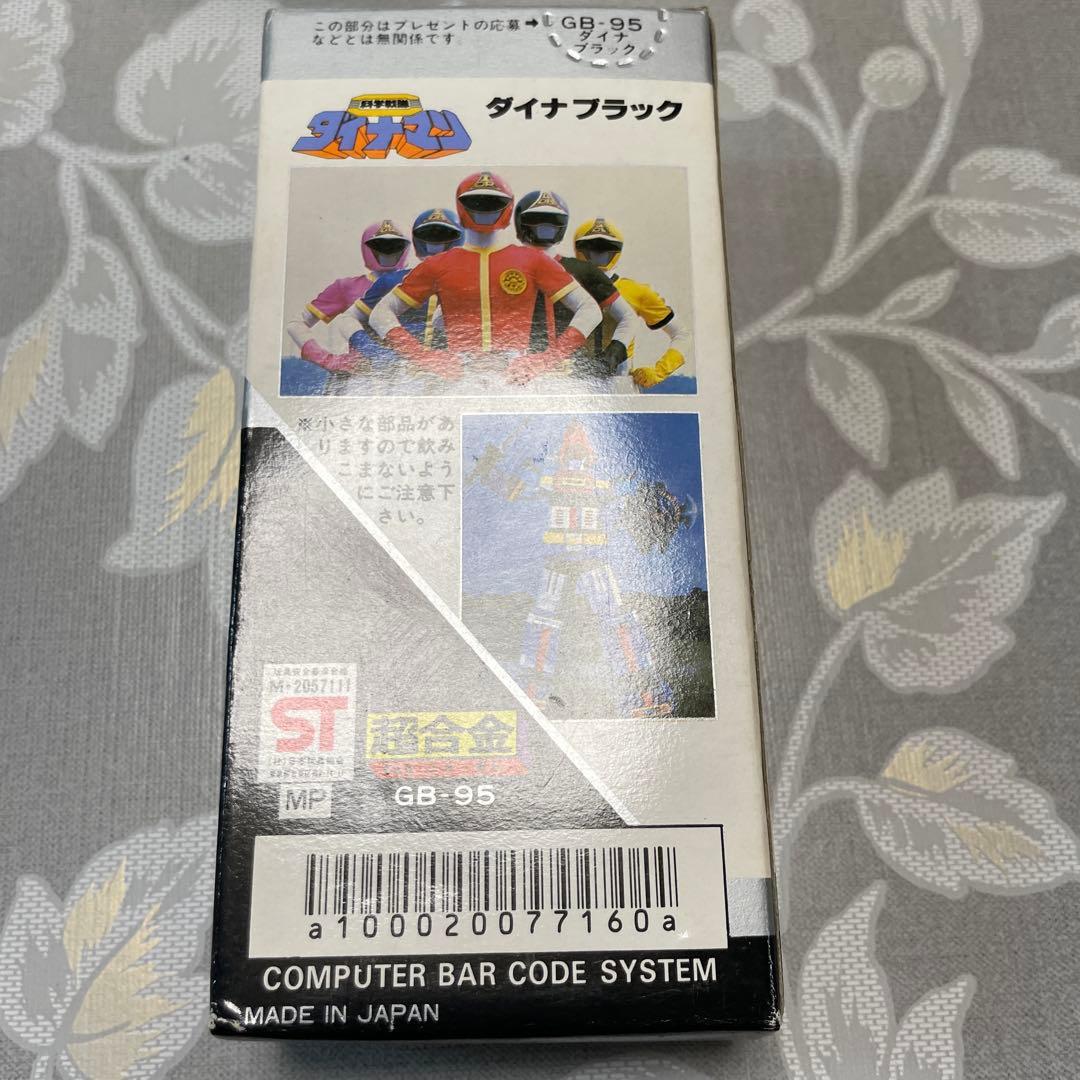 この部分はプレゼントの応募➡
などとは無関係です。
GB-95
ダイナ
ブラック
科学戦隊
ダイナマン
ダイナブラック
※小さな部品があ
りますので飲み
こまないよう
にご注意下
さい。
M-2057111
ST
MP
超合金
GB-95
a100020077160a
COMPUTER BAR CODE SYSTEM
MADE IN JAPAN